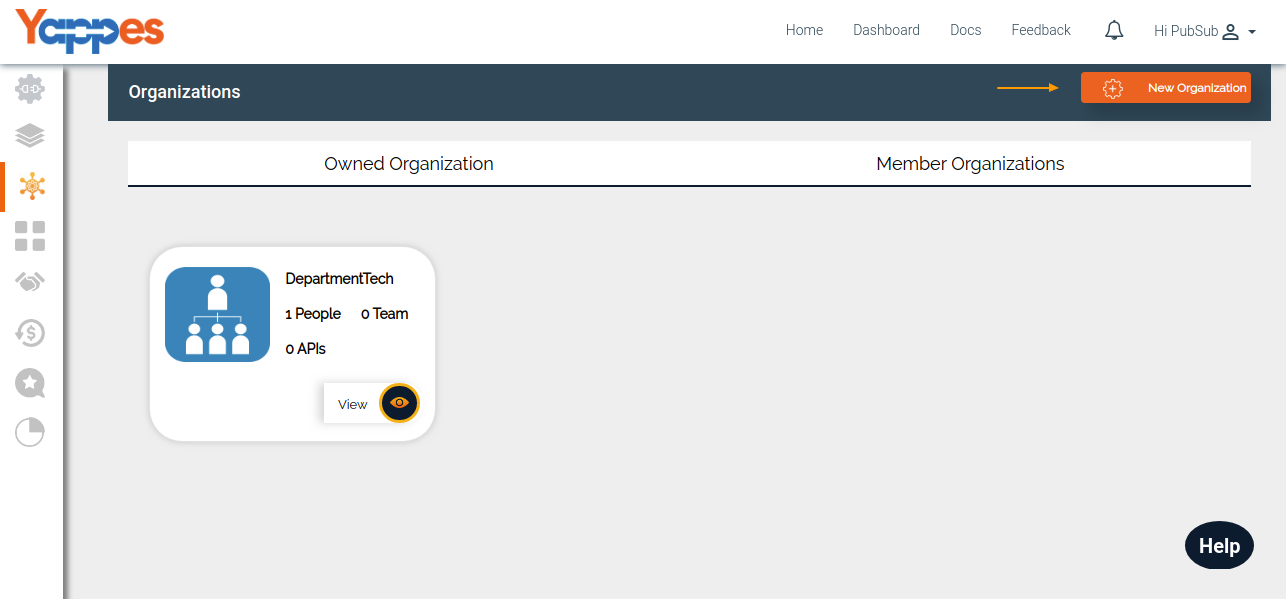 Yappes
Home Dashboard Docs Feedback Hi PubSub
Organizations
New Organization
Owned Organization Member Organizations
DepartmentTech
1 People 0 Team
0 APIs
View
Help